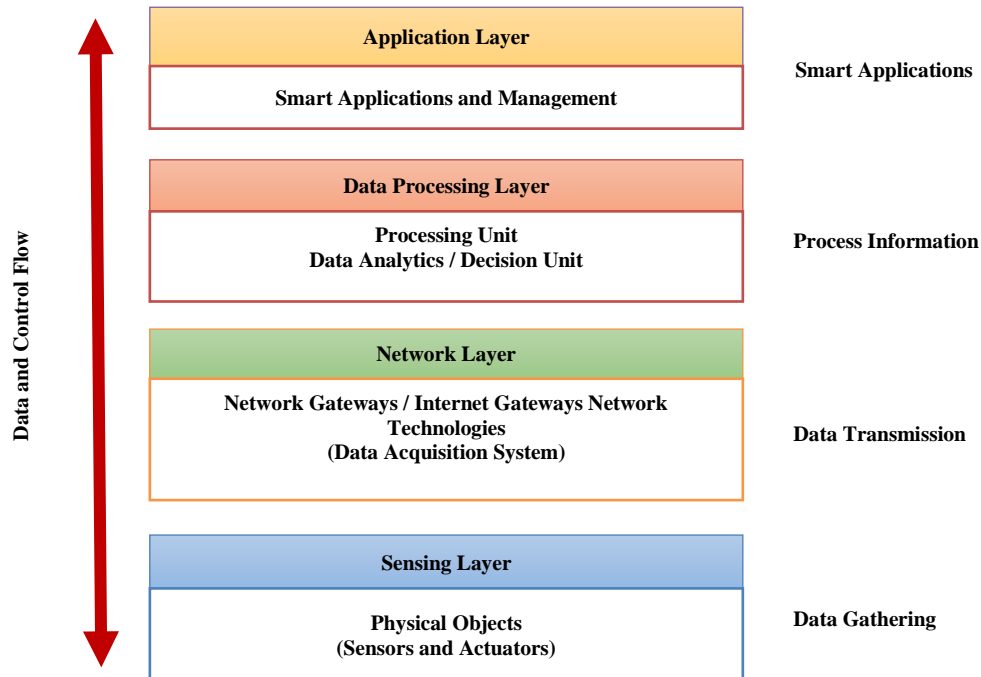 Data and Control Flow
Application Layer
Smart Applications and Management
Smart Applications
Data Processing Layer
Processing Unit
Data Analytics / Decision Unit
Process Information
Network Layer
Network Gateways / Internet Gateways Network
Technologies
(Data Acquisition System)
Data Transmission
Sensing Layer
Physical Objects
(Sensors and Actuators)
Data Gathering